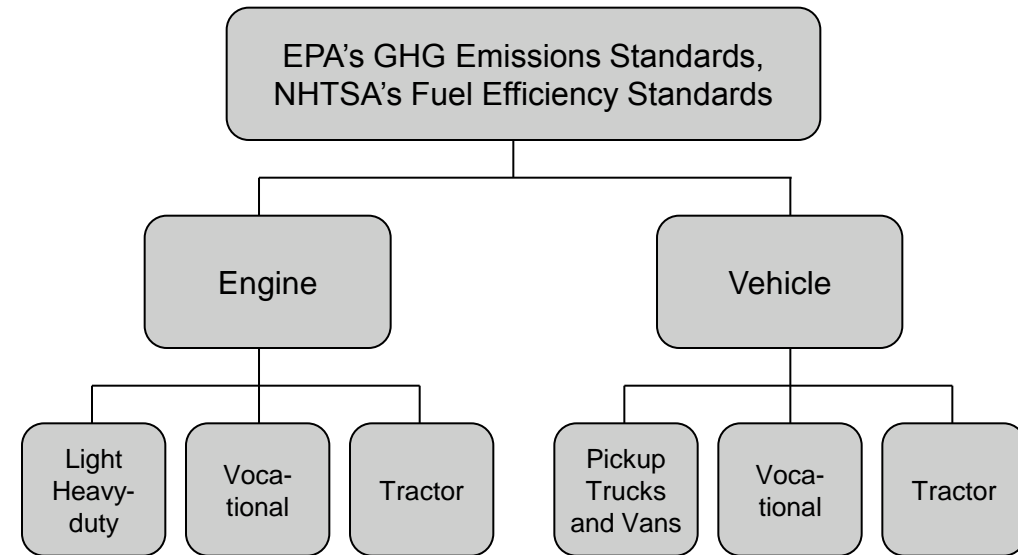 EPA’s GHG Emissions Standards,
NHTSA’s Fuel Efficiency Standards
Engine
Vehicle
Light
Heavy-
duty
Voca-
tional
Tractor
Pickup
Trucks
and Vans
Voca-
tional
Tractor